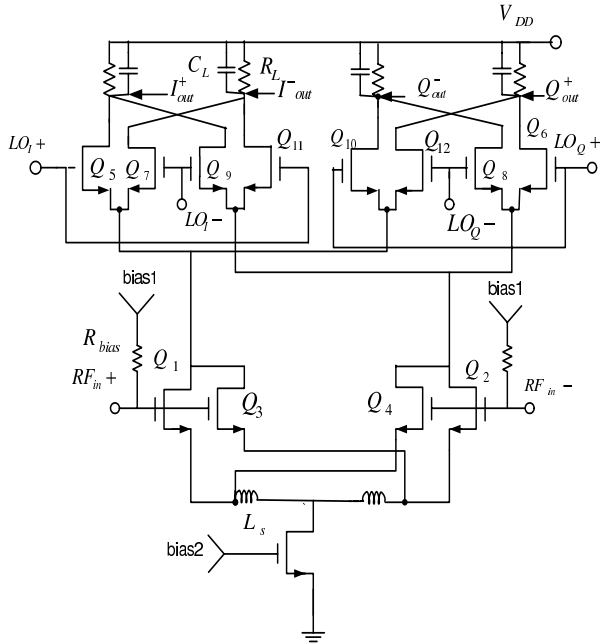 V_DD
C_L R_L
I⁺_out I⁻_out Q⁻_out Q⁺_out
LO_I+ Q_5 Q_7 Q_9 Q_11 Q_10 Q_12 Q_8 Q_6 LO_Q+
LO_I− LO_Q−
bias1 bias1
R_bias Q_1 Q_2
RF_in+ Q_3 Q_4 RF_in−
L_s
bias2